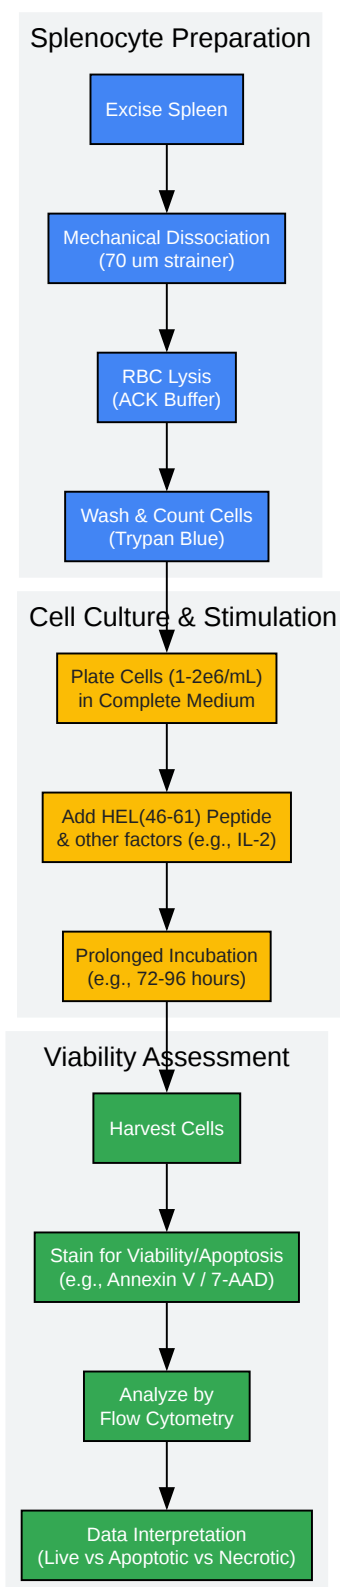 Splenocyte Preparation
Excise Spleen
Mechanical Dissociation
(70 um strainer)
RBC Lysis
(ACK Buffer)
Wash & Count Cells
(Trypan Blue)
Cell Culture & Stimulation
Plate Cells (1-2e6/mL)
in Complete Medium
Add HEL(46-61) Peptide
& other factors (e.g., IL-2)
Prolonged Incubation
(e.g., 72-96 hours)
Viability Assessment
Harvest Cells
Stain for Viability/Apoptosis
(e.g., Annexin V / 7-AAD)
Analyze by
Flow Cytometry
Data Interpretation
(Live vs Apoptotic vs Necrotic)